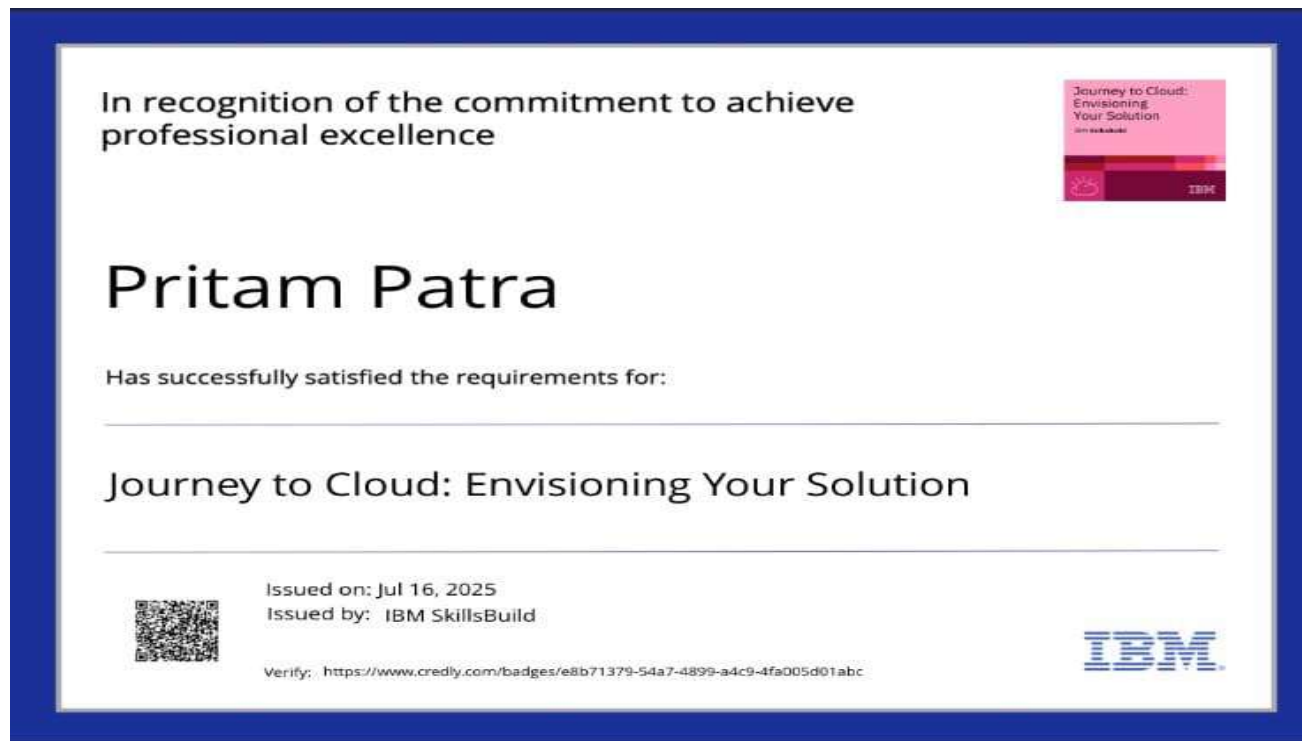 In recognition of the commitment to achieve
professional excellence
Journey to Cloud:
Envisioning
Your Solution
IBM SkillsBuild
IBM
Pritam Patra
Has successfully satisfied the requirements for:
Journey to Cloud: Envisioning Your Solution
Issued on: Jul 16, 2025
Issued by: IBM SkillsBuild
Verify: https://www.credly.com/badges/e8b71379-54a7-4899-a4c9-4fa005d01abc
IBM